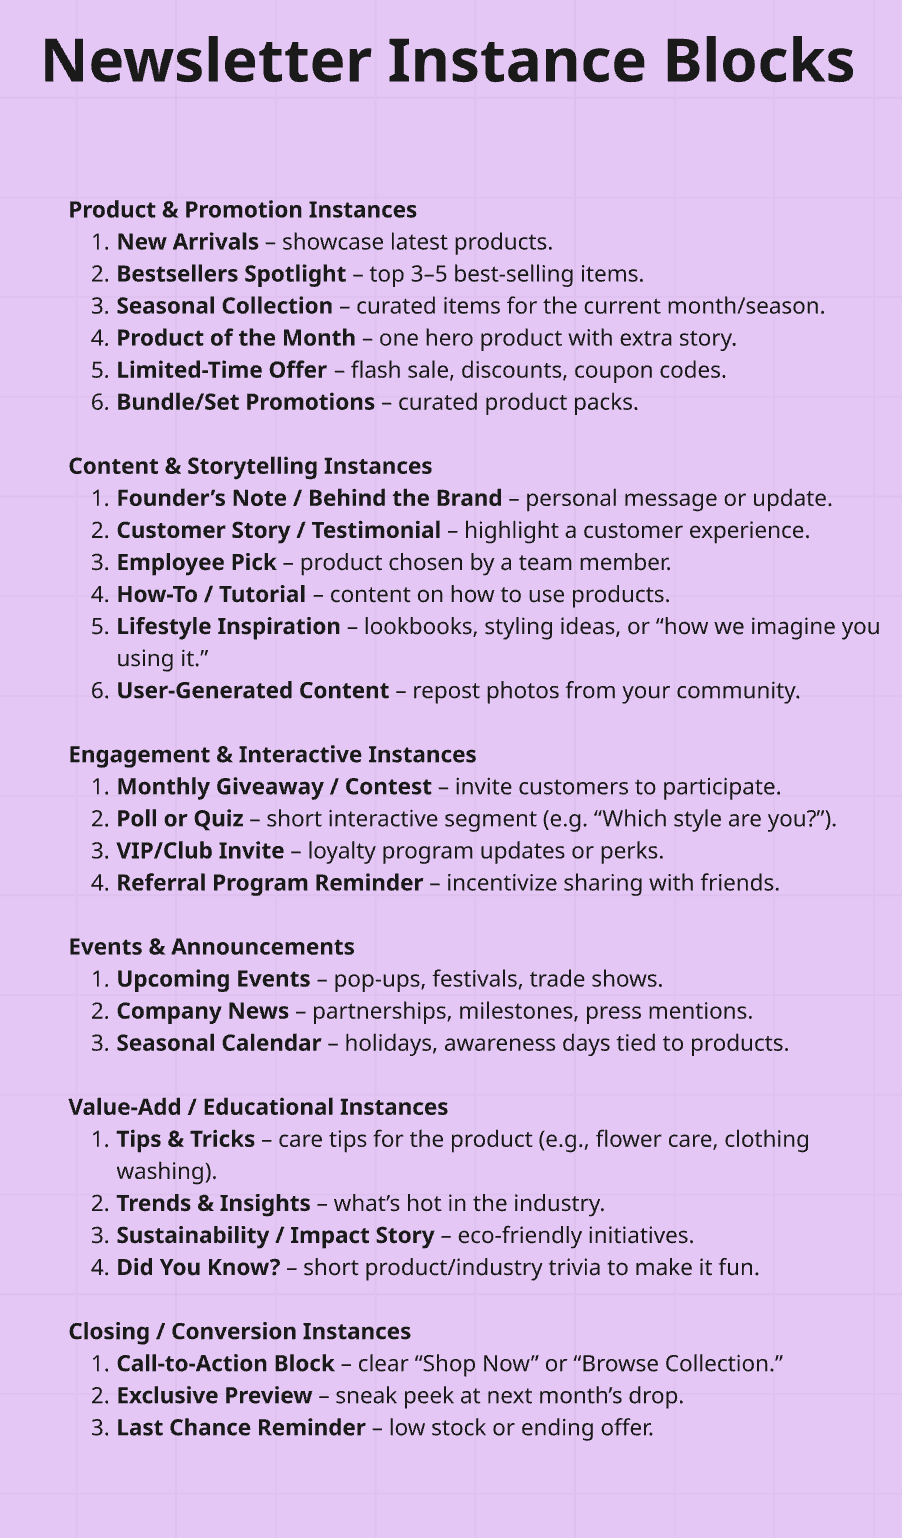 Newsletter Instance Blocks
Product & Promotion Instances
1. New Arrivals – showcase latest products.
2. Bestsellers Spotlight – top 3–5 best-selling items.
3. Seasonal Collection – curated items for the current month/season.
4. Product of the Month – one hero product with extra story.
5. Limited-Time Offer – flash sale, discounts, coupon codes.
6. Bundle/Set Promotions – curated product packs.
Content & Storytelling Instances
1. Founder’s Note / Behind the Brand – personal message or update.
2. Customer Story / Testimonial – highlight a customer experience.
3. Employee Pick – product chosen by a team member.
4. How-To / Tutorial – content on how to use products.
5. Lifestyle Inspiration – lookbooks, styling ideas, or “how we imagine you
using it.”
6. User-Generated Content – repost photos from your community.
Engagement & Interactive Instances
1. Monthly Giveaway / Contest – invite customers to participate.
2. Poll or Quiz – short interactive segment (e.g. “Which style are you?”).
3. VIP/Club Invite – loyalty program updates or perks.
4. Referral Program Reminder – incentivize sharing with friends.
Events & Announcements
1. Upcoming Events – pop-ups, festivals, trade shows.
2. Company News – partnerships, milestones, press mentions.
3. Seasonal Calendar – holidays, awareness days tied to products.
Value-Add / Educational Instances
1. Tips & Tricks – care tips for the product (e.g., flower care, clothing
washing).
2. Trends & Insights – what’s hot in the industry.
3. Sustainability / Impact Story – eco-friendly initiatives.
4. Did You Know? – short product/industry trivia to make it fun.
Closing / Conversion Instances
1. Call-to-Action Block – clear “Shop Now” or “Browse Collection.”
2. Exclusive Preview – sneak peek at next month’s drop.
3. Last Chance Reminder – low stock or ending offer.